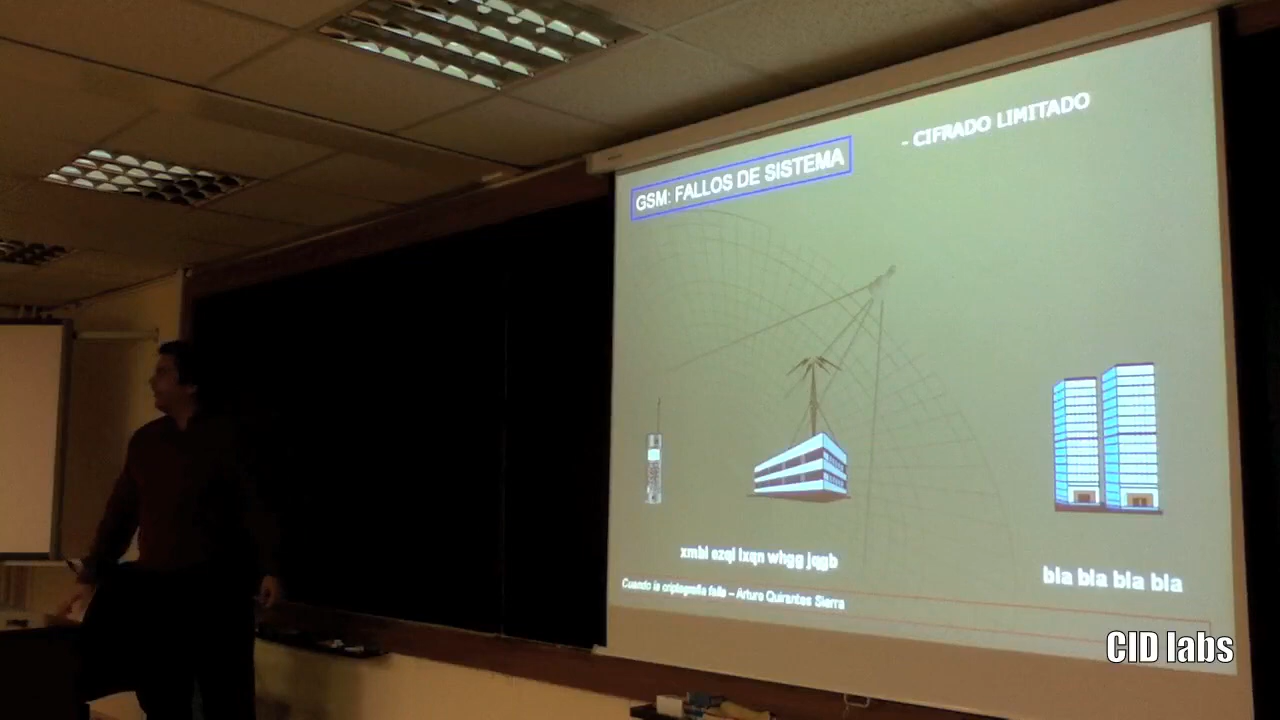 GSM: FALLOS DE SISTEMA
- CIFRADO LIMITADO
xmbl ezql lxqn whgg jqgb
bla bla bla bla
Cuando la criptografía falla – Arturo Quirantes Sierra
CID labs